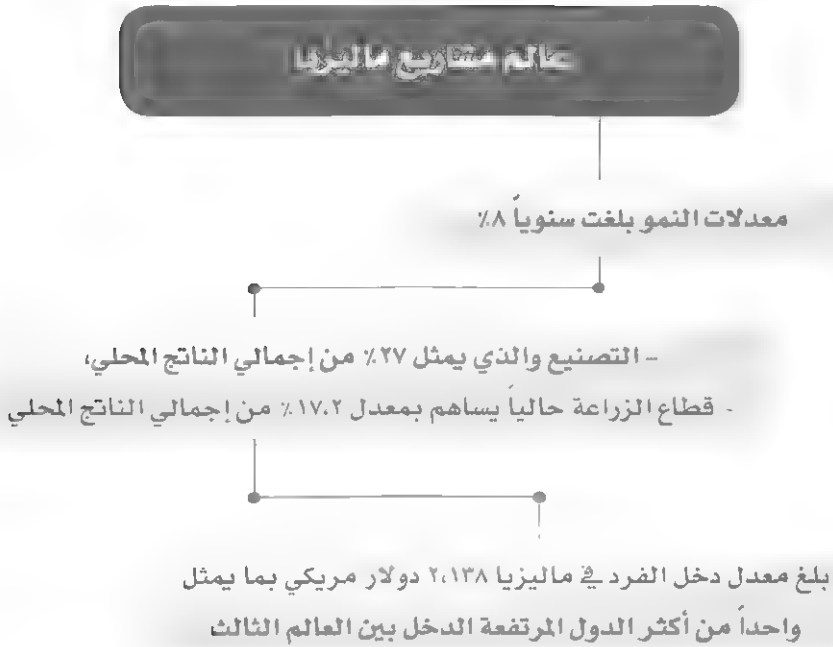 عالم مشاريع ماليزيا
معدلات النمو بلغت سنوياً ٨٪
– التصنيع والذي يمثل ٢٧٪ من إجمالي الناتج المحلي،
- قطاع الزراعة حالياً يساهم بمعدل ١٧،٢٪ من إجمالي الناتج المحلي
بلغ معدل دخل الفرد في ماليزيا ٢،١٣٨ دولار مريكي بما يمثل
واحداً من أكثر الدول المرتفعة الدخل بين العالم الثالث